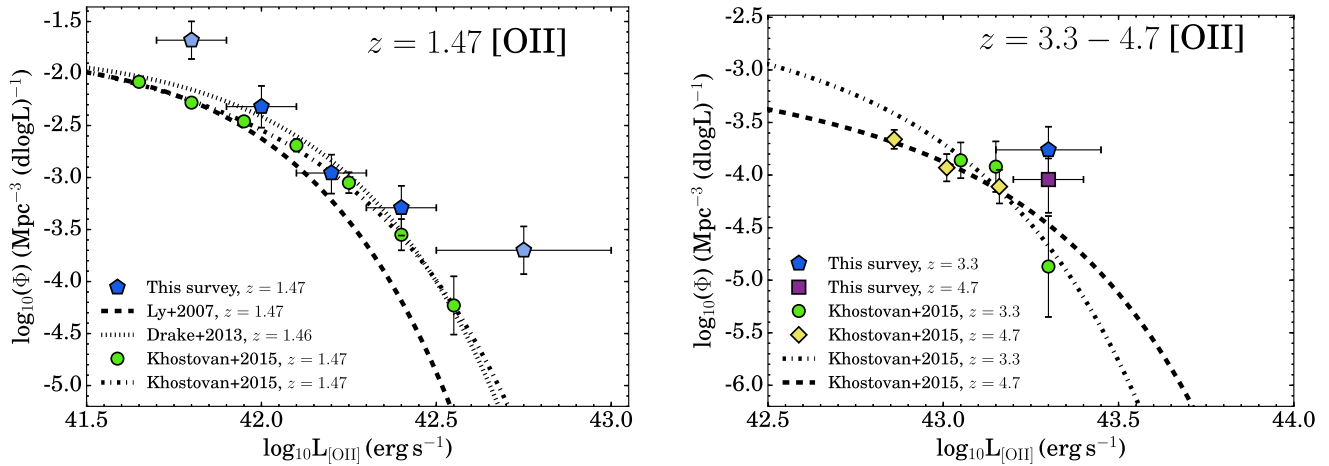 z = 1.47 [OII]
-1.5
-2.0
-2.5
-3.0
-3.5
-4.0
-4.5
-5.0
log₁₀(Φ) (Mpc⁻³ (dlogL)⁻¹)
This survey, z = 1.47
Ly+2007, z = 1.47
Drake+2013, z = 1.46
Khostovan+2015, z = 1.47
Khostovan+2015, z = 1.47
41.5 42.0 42.5 43.0
log₁₀L[OII] (erg s⁻¹)
z = 3.3 − 4.7 [OII]
-2.5
-3.0
-3.5
-4.0
-4.5
-5.0
-5.5
-6.0
log₁₀(Φ) (Mpc⁻³ (dlogL)⁻¹)
This survey, z = 3.3
This survey, z = 4.7
Khostovan+2015, z = 3.3
Khostovan+2015, z = 4.7
Khostovan+2015, z = 3.3
Khostovan+2015, z = 4.7
42.5 43.0 43.5 44.0
log₁₀L[OII] (erg s⁻¹)